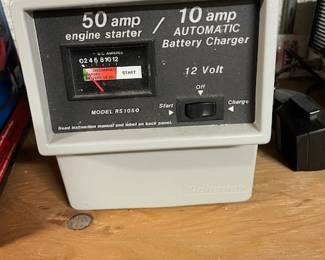 50 amp / 10 amp
engine starter AUTOMATIC
Battery Charger
D.C. AMPERES
0 2 4 6 8 10 12
START
12 Volt
Off
Start Charge
MODEL RS1050
Read instruction manual and label on back panel.